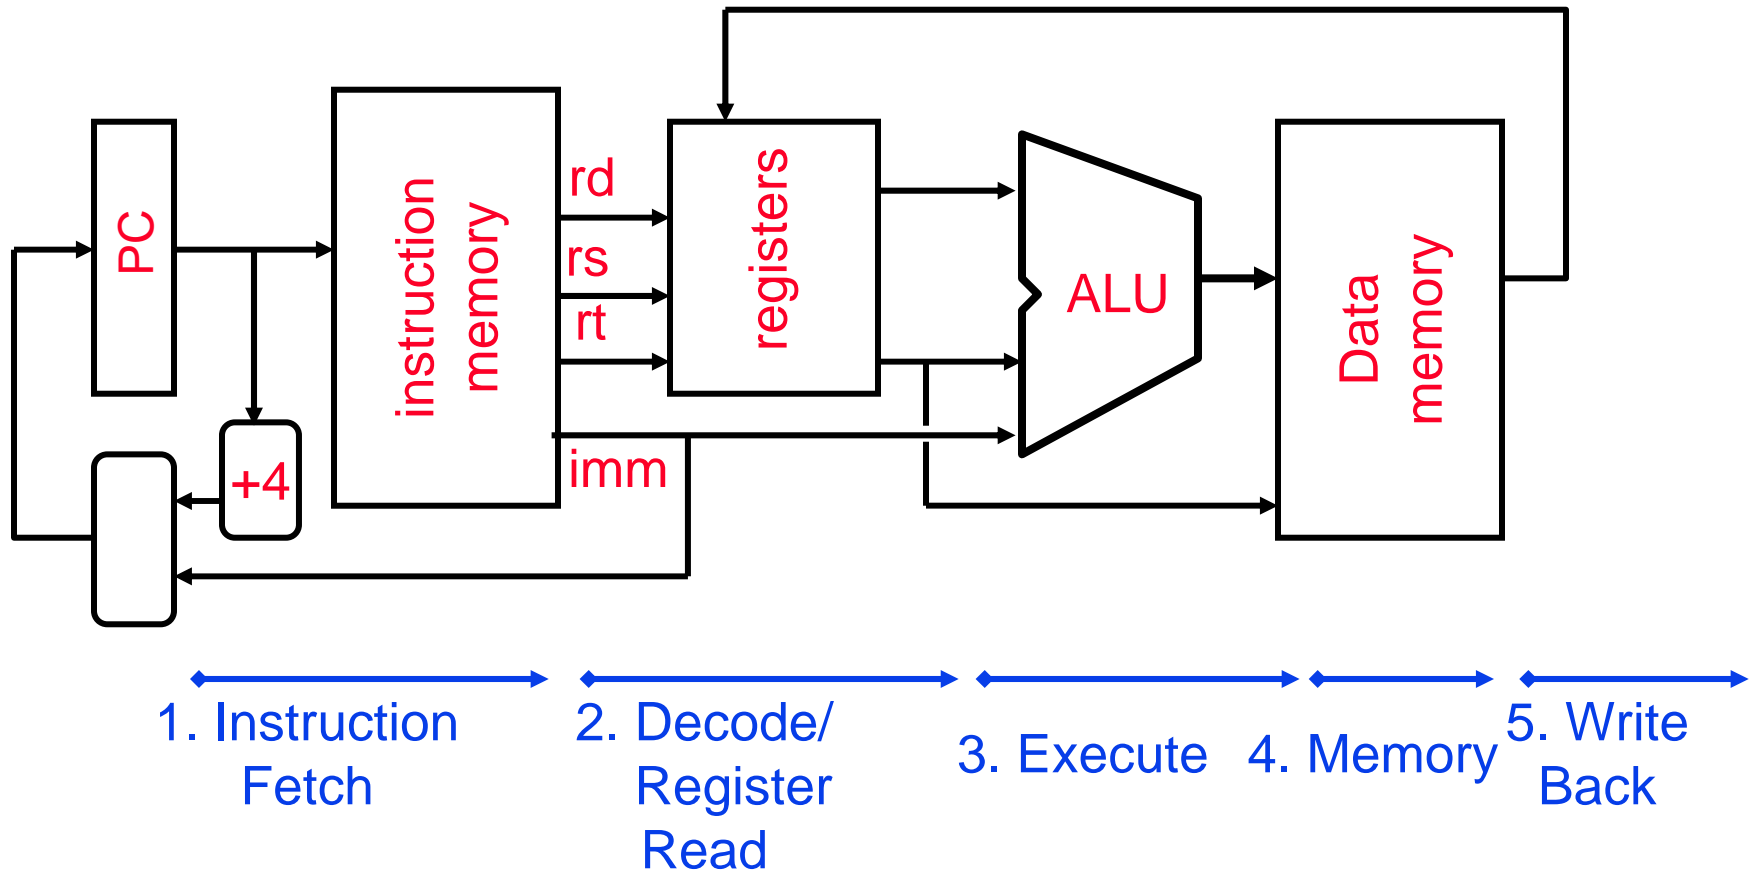 PC
+4
instruction
memory
rd
rs
rt
imm
registers
ALU
Data
memory
1. Instruction
Fetch
2. Decode/
Register
Read
3. Execute
4. Memory
5. Write
Back